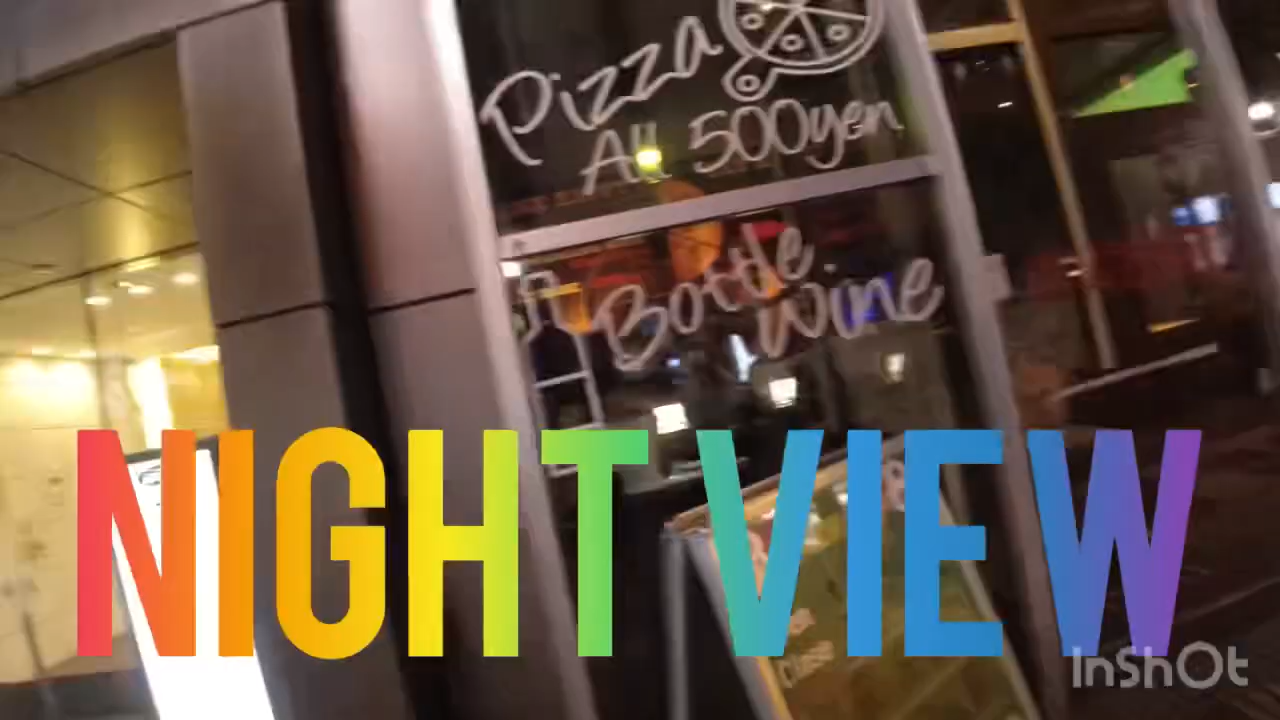 Pizza
All 500yen
Bottle
Wine
NIGHT VIEW
InShOt